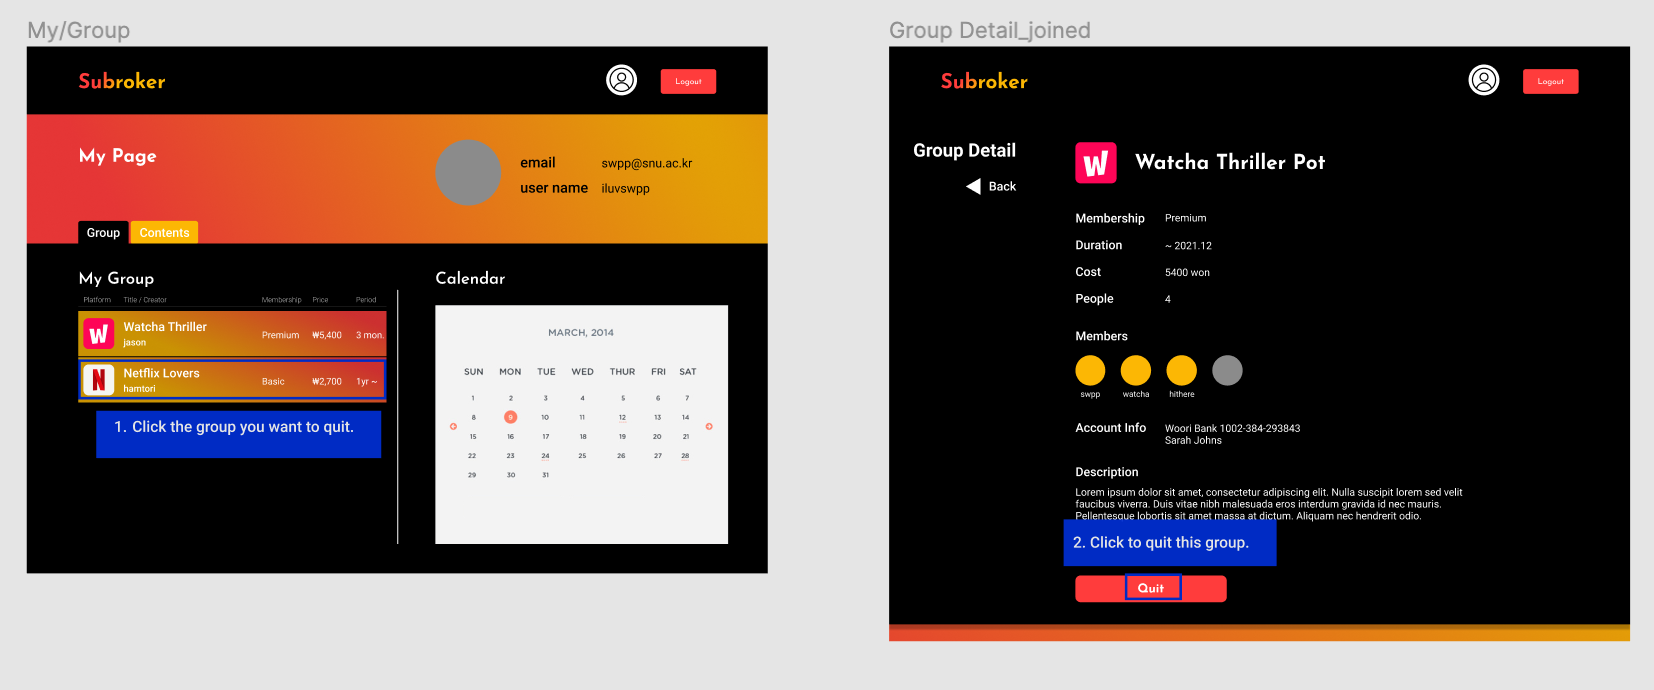 My/Group
Subroker
Logout
My Page
email swpp@snu.ac.kr
user name iluvswpp
Group Contents
My Group
Platform Title / Creator Membership Price Period
W Watcha Thriller Premium ₩5,400 3 mon.
jason
N Netflix Lovers Basic ₩2,700 1yr ~
hamtori
1. Click the group you want to quit.
Calendar
MARCH, 2014
SUN MON TUE WED THUR FRI SAT
1 2 3 4 5 6 7
8 9 10 11 12 13 14
15 16 17 18 19 20 21
22 23 24 25 26 27 28
29 30 31
Group Detail_joined
Subroker
Logout
Group Detail
Back
W Watcha Thriller Pot
Membership Premium
Duration ~ 2021.12
Cost 5400 won
People 4
Members
swpp watcha hithere
Account Info Woori Bank 1002-384-293843
Sarah Johns
Description
Lorem ipsum dolor sit amet, consectetur adipiscing elit. Nulla suscipit lorem sed velit
faucibus viverra. Duis vitae nibh malesuada eros interdum gravida id nec mauris.
Pellentesque lobortis sit amet massa at dictum. Aliquam nec hendrerit odio.
2. Click to quit this group.
Quit